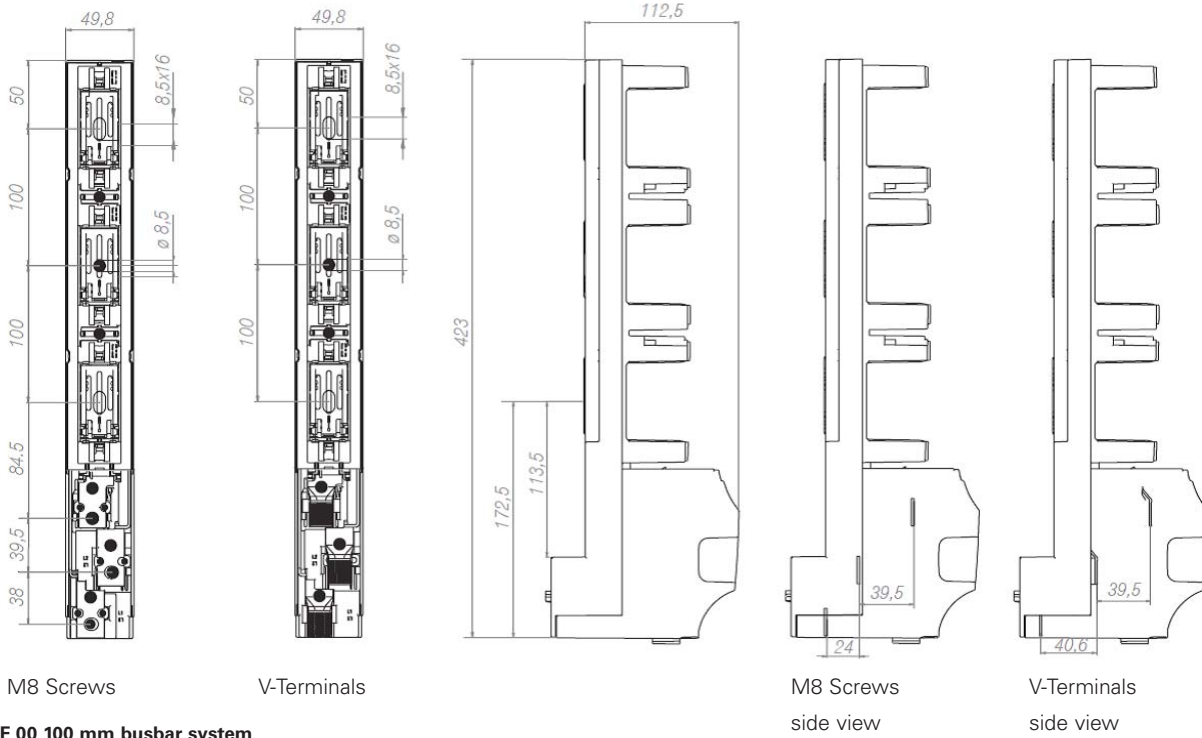 49,8
50
100
100
84.5
39,5
38
8,5x16
ø 8,5
49,8
50
100
100
8,5x16
ø 8,5
112,5
423
172,5
113,5
39,5
24
39,5
40,6
M8 Screws
V-Terminals
M8 Screws
side view
V-Terminals
side view
F 00 100 mm busbar system